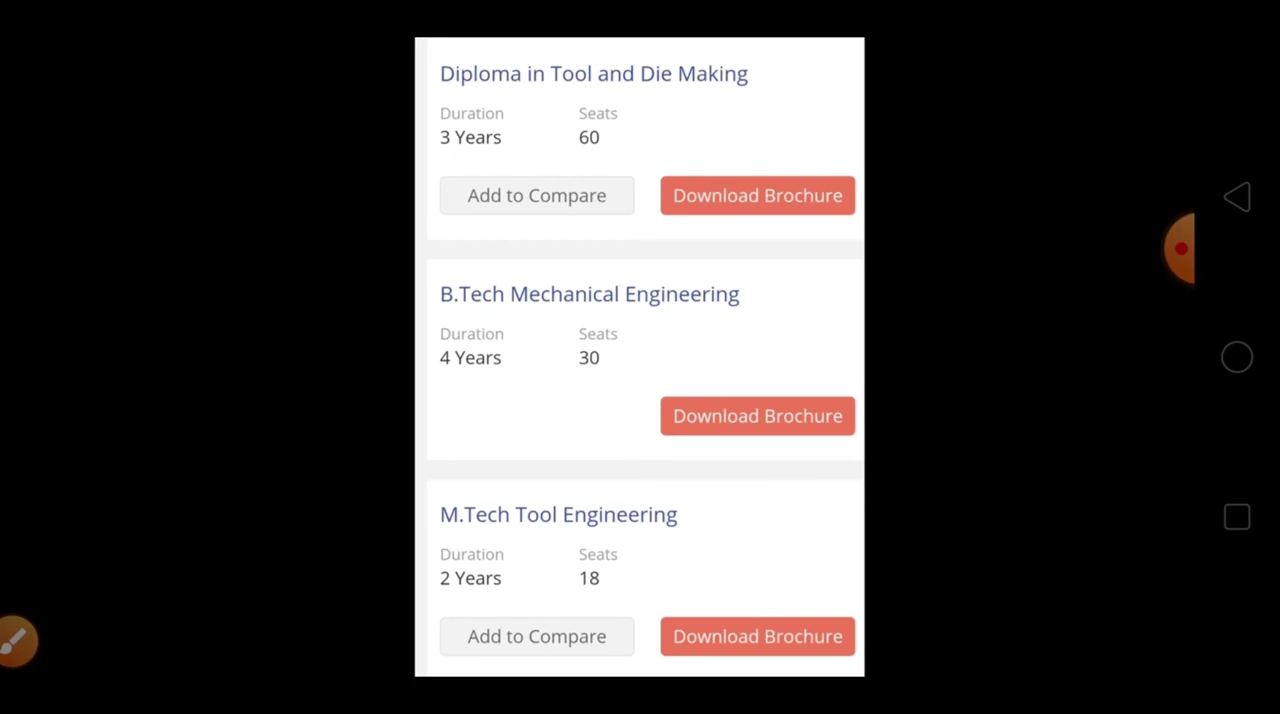 Diploma in Tool and Die Making
Duration Seats
3 Years 60
Add to Compare Download Brochure
B.Tech Mechanical Engineering
Duration Seats
4 Years 30
Download Brochure
M.Tech Tool Engineering
Duration Seats
2 Years 18
Add to Compare Download Brochure